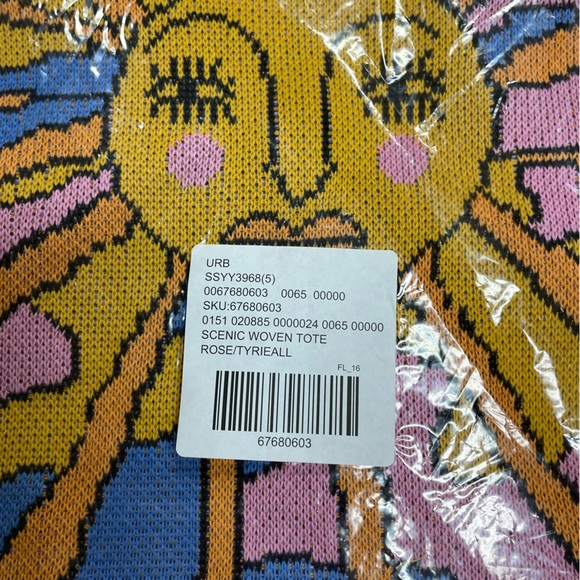 URB
SSYY3968(5)
0067680603 0065 00000
SKU:67680603
0151 020885 0000024 0065 00000
SCENIC WOVEN TOTE
ROSE/TYRIEALL
FL_16
67680603